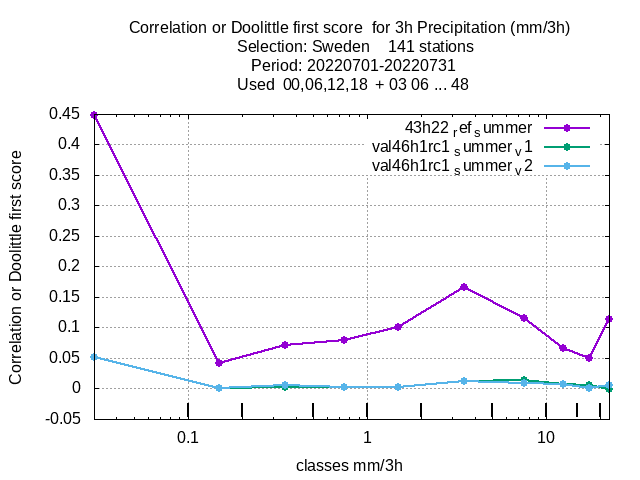 Correlation or Doolittle first score  for 3h Precipitation (mm/3h)
Selection: Sweden    141 stations
Period: 20220701-20220731
Used  00,06,12,18  + 03 06 ... 48
43h22 ref summer
val46h1rc1 summer v1
val46h1rc1 summer v2
Correlation or Doolittle first score
0.45
0.4
0.35
0.3
0.25
0.2
0.15
0.1
0.05
0
-0.05
0.1 1 10
classes mm/3h